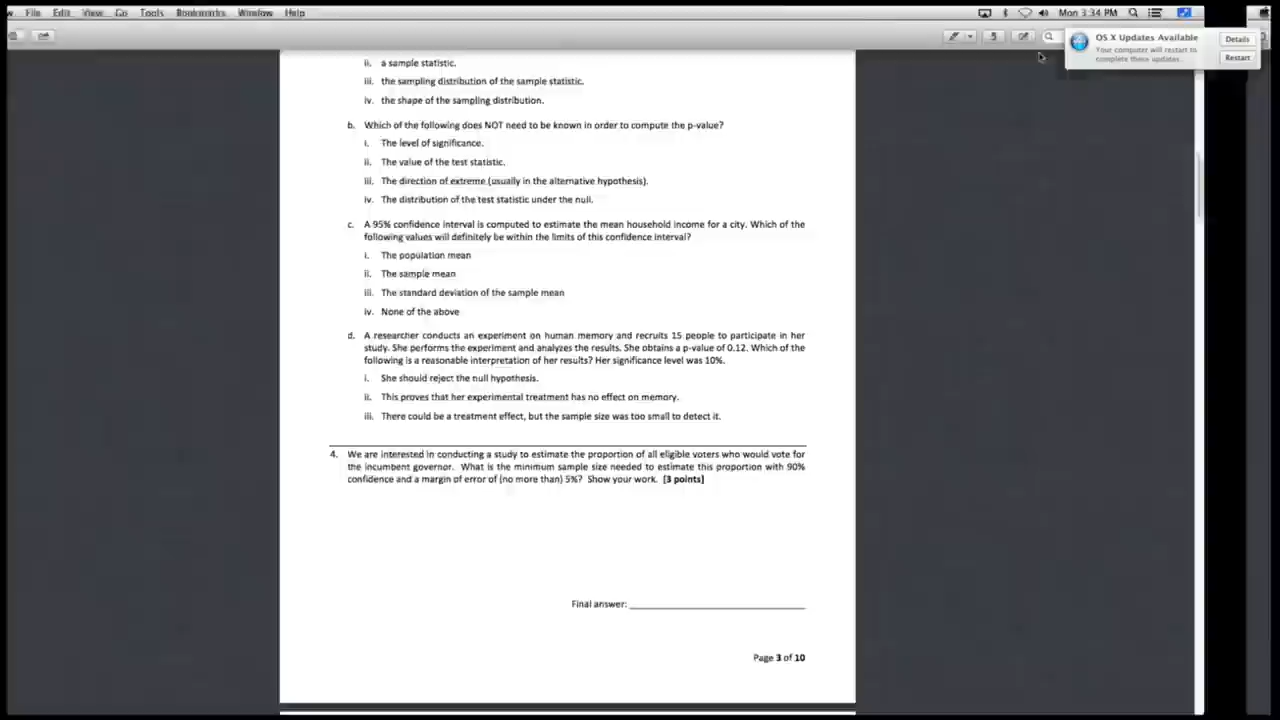 File Edit View Go Tools Bookmarks Window Help
Mon 3:34 PM
OS X Updates Available
Your computer will restart to
complete these updates.
Details
Restart
ii. a sample statistic.
iii. the sampling distribution of the sample statistic.
iv. the shape of the sampling distribution.
b. Which of the following does NOT need to be known in order to compute the p-value?
i. The level of significance.
ii. The value of the test statistic.
iii. The direction of extreme (usually in the alternative hypothesis).
iv. The distribution of the test statistic under the null.
c. A 95% confidence interval is computed to estimate the mean household income for a city. Which of the
following values will definitely be within the limits of this confidence interval?
i. The population mean
ii. The sample mean
iii. The standard deviation of the sample mean
iv. None of the above
d. A researcher conducts an experiment on human memory and recruits 15 people to participate in her
study. She performs the experiment and analyzes the results. She obtains a p-value of 0.12. Which of the
following is a reasonable interpretation of her results? Her significance level was 10%.
i. She should reject the null hypothesis.
ii. This proves that her experimental treatment has no effect on memory.
iii. There could be a treatment effect, but the sample size was too small to detect it.
4. We are interested in conducting a study to estimate the proportion of all eligible voters who would vote for
the incumbent governor. What is the minimum sample size needed to estimate this proportion with 90%
confidence and a margin of error of (no more than) 5%? Show your work. [3 points]
Final answer:
Page 3 of 10